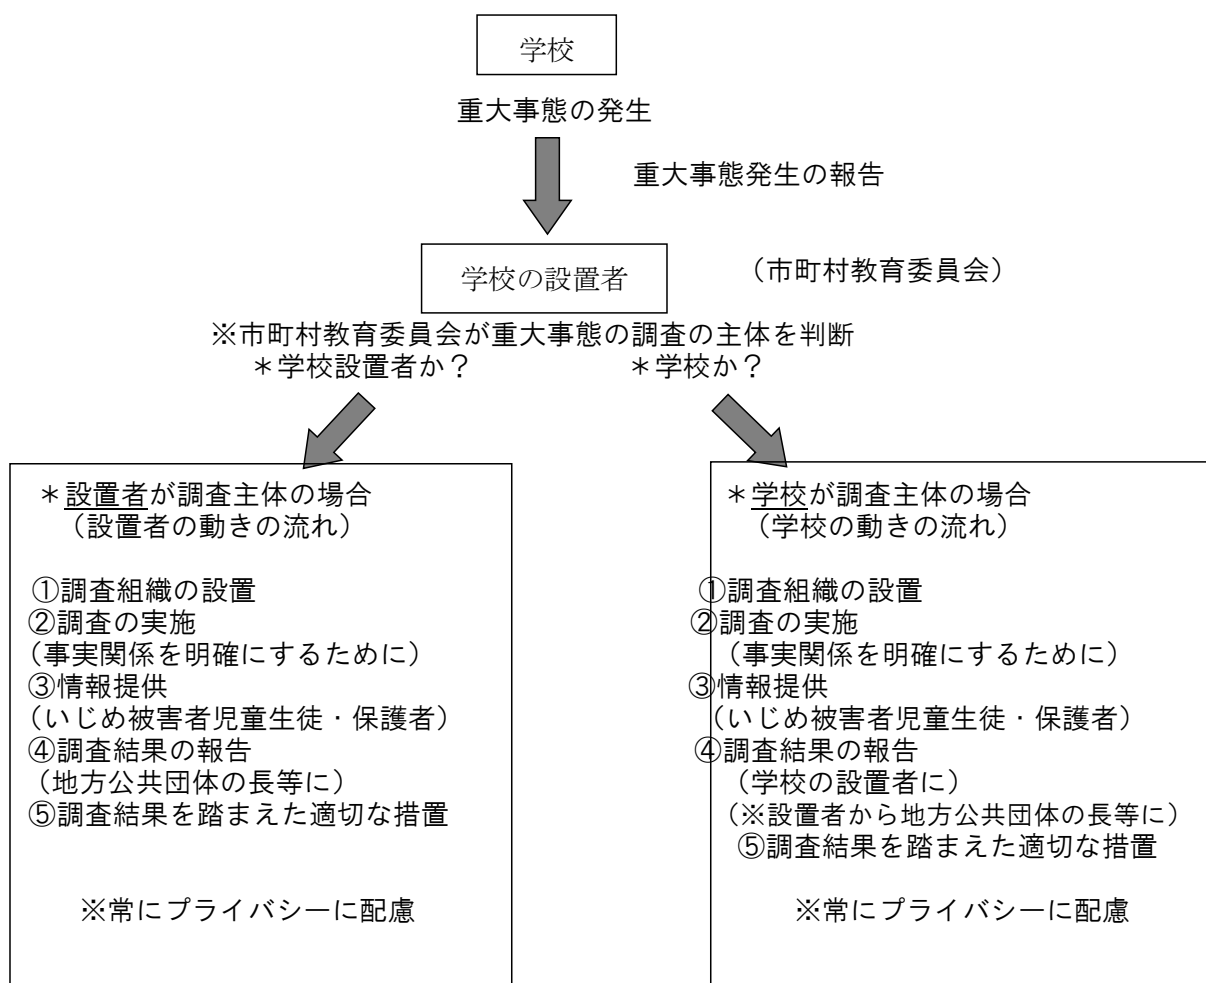 学校
重大事態の発生
重大事態発生の報告
学校の設置者
（市町村教育委員会）
※市町村教育委員会が重大事態の調査の主体を判断
＊学校設置者か？
＊学校か？
＊設置者が調査主体の場合
（設置者の動きの流れ）
①調査組織の設置
②調査の実施
（事実関係を明確にするために）
③情報提供
（いじめ被害者児童生徒・保護者）
④調査結果の報告
（地方公共団体の長等に）
⑤調査結果を踏まえた適切な措置
※常にプライバシーに配慮
＊学校が調査主体の場合
（学校の動きの流れ）
①調査組織の設置
②調査の実施
（事実関係を明確にするために）
③情報提供
（いじめ被害者児童生徒・保護者）
④調査結果の報告
（学校の設置者に）
（※設置者から地方公共団体の長等に）
⑤調査結果を踏まえた適切な措置
※常にプライバシーに配慮